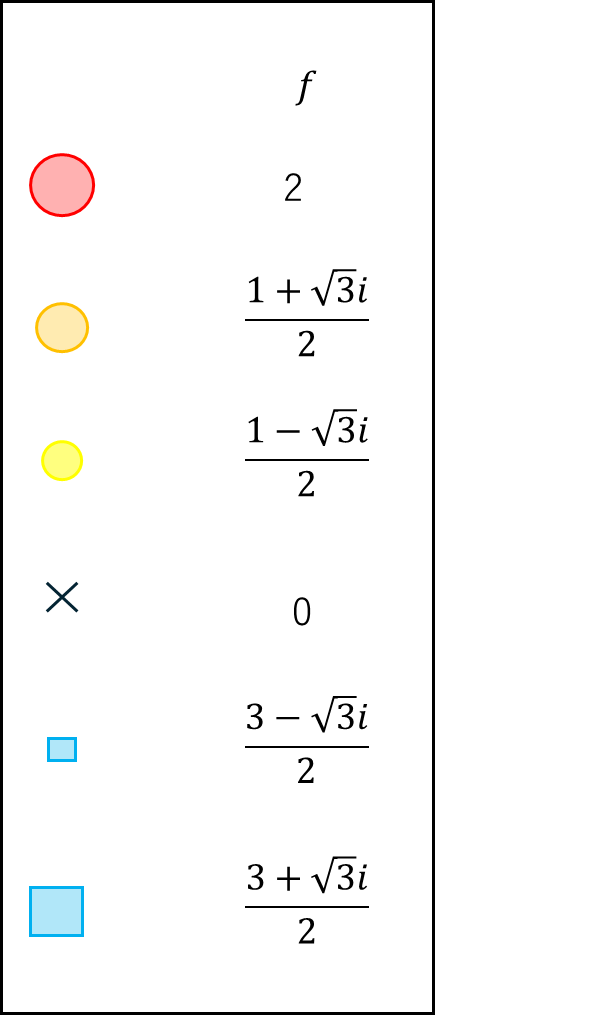 f
2
(1 + √3i)/2
(1 − √3i)/2
0
(3 − √3i)/2
(3 + √3i)/2